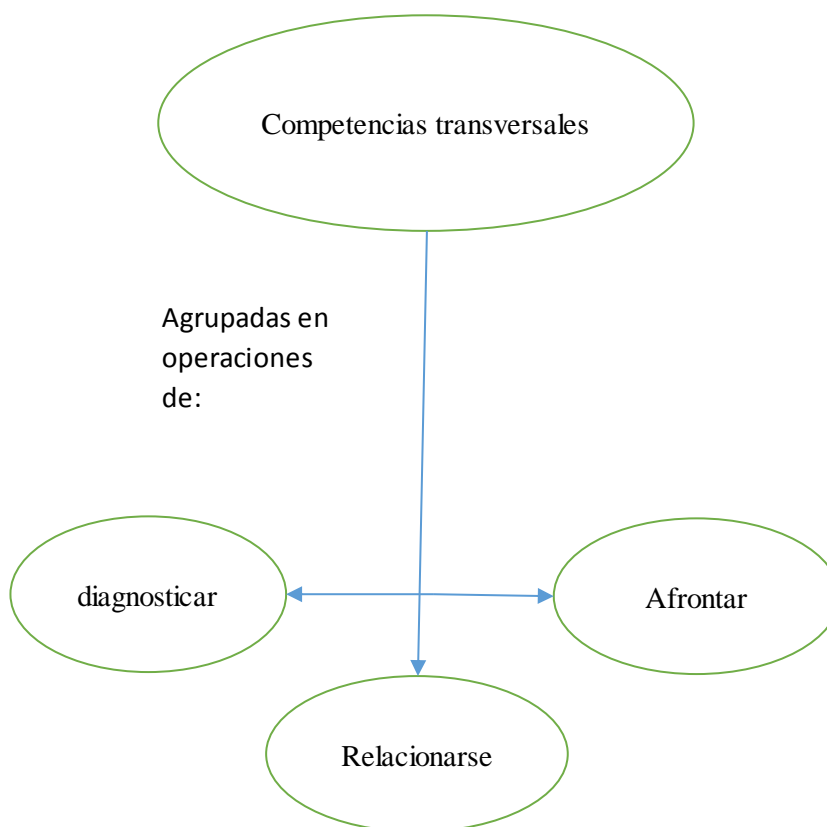 Competencias transversales
Agrupadas en
operaciones
de:
diagnosticar
Afrontar
Relacionarse